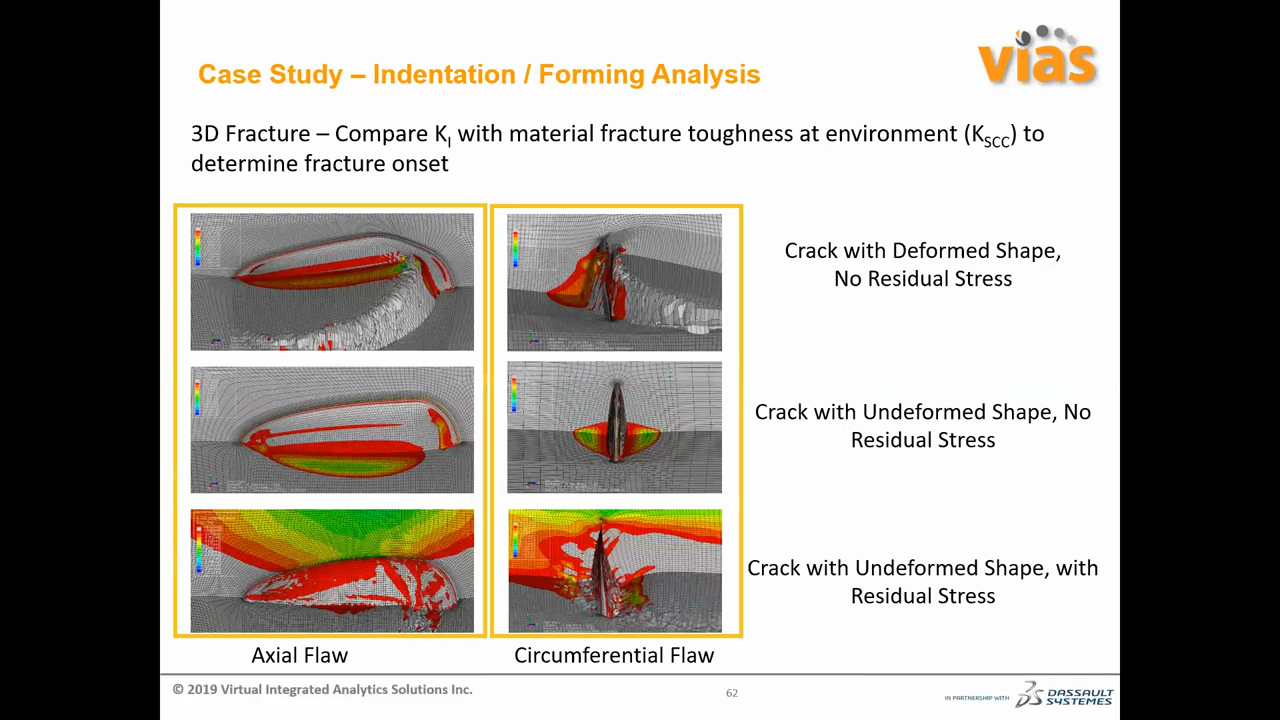 vias
Case Study – Indentation / Forming Analysis
3D Fracture – Compare KI with material fracture toughness at environment (KSCC) to
determine fracture onset
Crack with Deformed Shape,
No Residual Stress
Crack with Undeformed Shape, No
Residual Stress
Crack with Undeformed Shape, with
Residual Stress
Axial Flaw
Circumferential Flaw
© 2019 Virtual Integrated Analytics Solutions Inc.
62
IN PARTNERSHIP WITH
DASSAULT
SYSTEMES